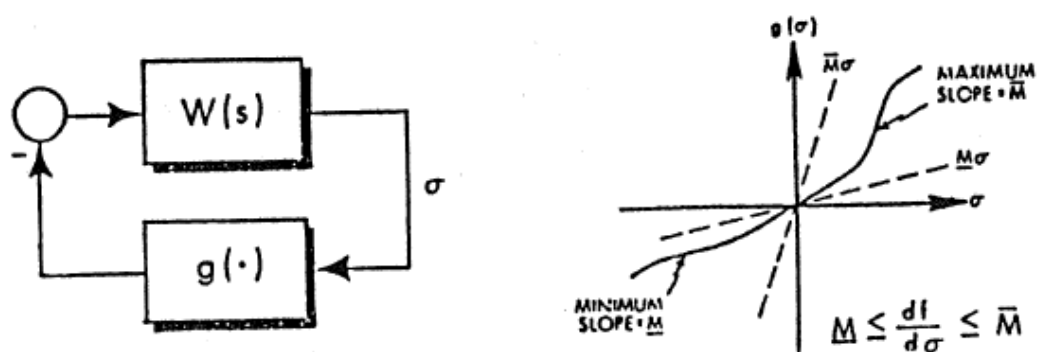 W(s)
-
σ
g(·)
g(σ)
M̅σ
MAXIMUM
SLOPE = M̅
M̲σ
σ
MINIMUM
SLOPE = M̲
M̲ ≤ df/dσ ≤ M̅